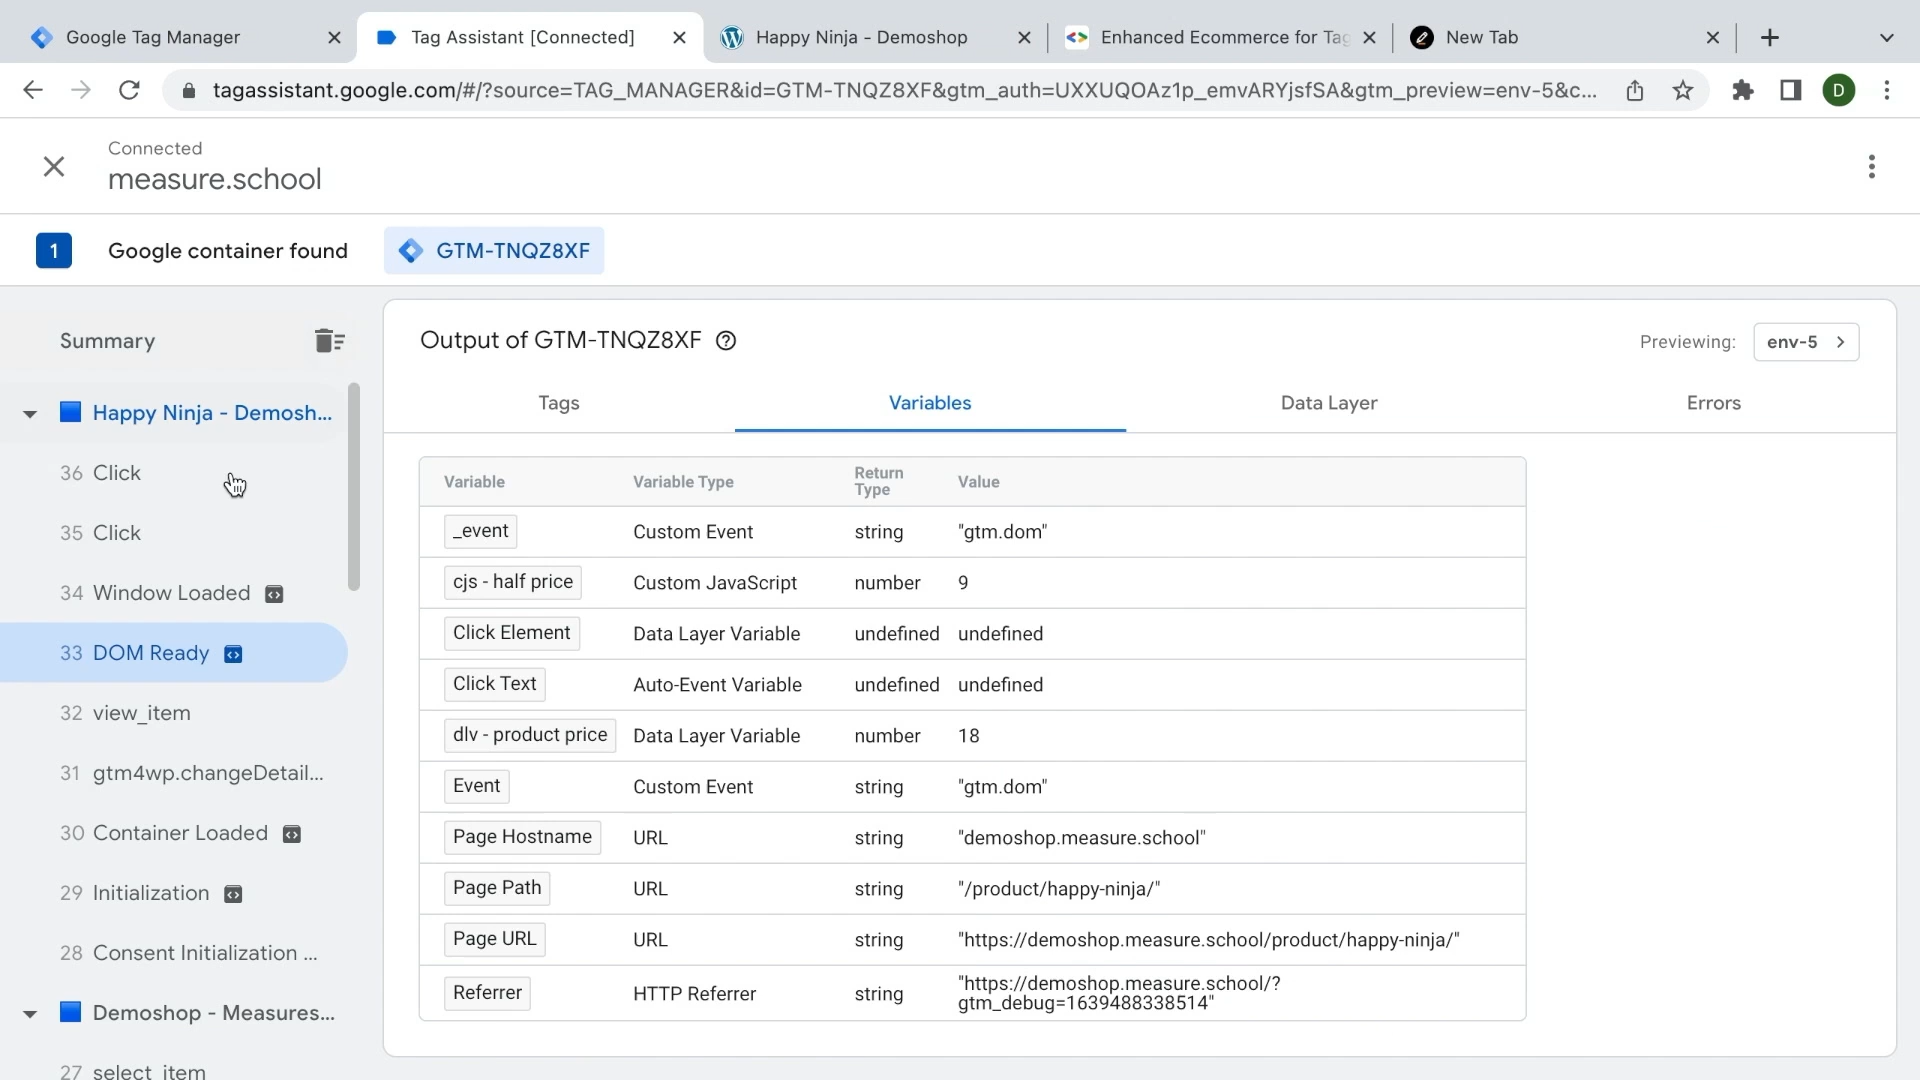 Google Tag Manager
Tag Assistant [Connected]
Happy Ninja - Demoshop
Enhanced Ecommerce for Tag
New Tab
tagassistant.google.com/#/?source=TAG_MANAGER&id=GTM-TNQZ8XF&gtm_auth=UXXUQOAz1p_emvARYjsfSA&gtm_preview=env-5&c...
D
Connected
measure.school
1
Google container found
GTM-TNQZ8XF
Summary
Happy Ninja - Demosh...
36 Click
35 Click
34 Window Loaded
33 DOM Ready
32 view_item
31 gtm4wp.changeDetail...
30 Container Loaded
29 Initialization
28 Consent Initialization ...
Demoshop - Measures...
27 select_item
Output of GTM-TNQZ8XF
Previewing: env-5
Tags Variables Data Layer Errors
Variable Variable Type Return Type Value
_event Custom Event string "gtm.dom"
cjs - half price Custom JavaScript number 9
Click Element Data Layer Variable undefined undefined
Click Text Auto-Event Variable undefined undefined
dlv - product price Data Layer Variable number 18
Event Custom Event string "gtm.dom"
Page Hostname URL string "demoshop.measure.school"
Page Path URL string "/product/happy-ninja/"
Page URL URL string "https://demoshop.measure.school/product/happy-ninja/"
Referrer HTTP Referrer string "https://demoshop.measure.school/?
gtm_debug=1639488338514"